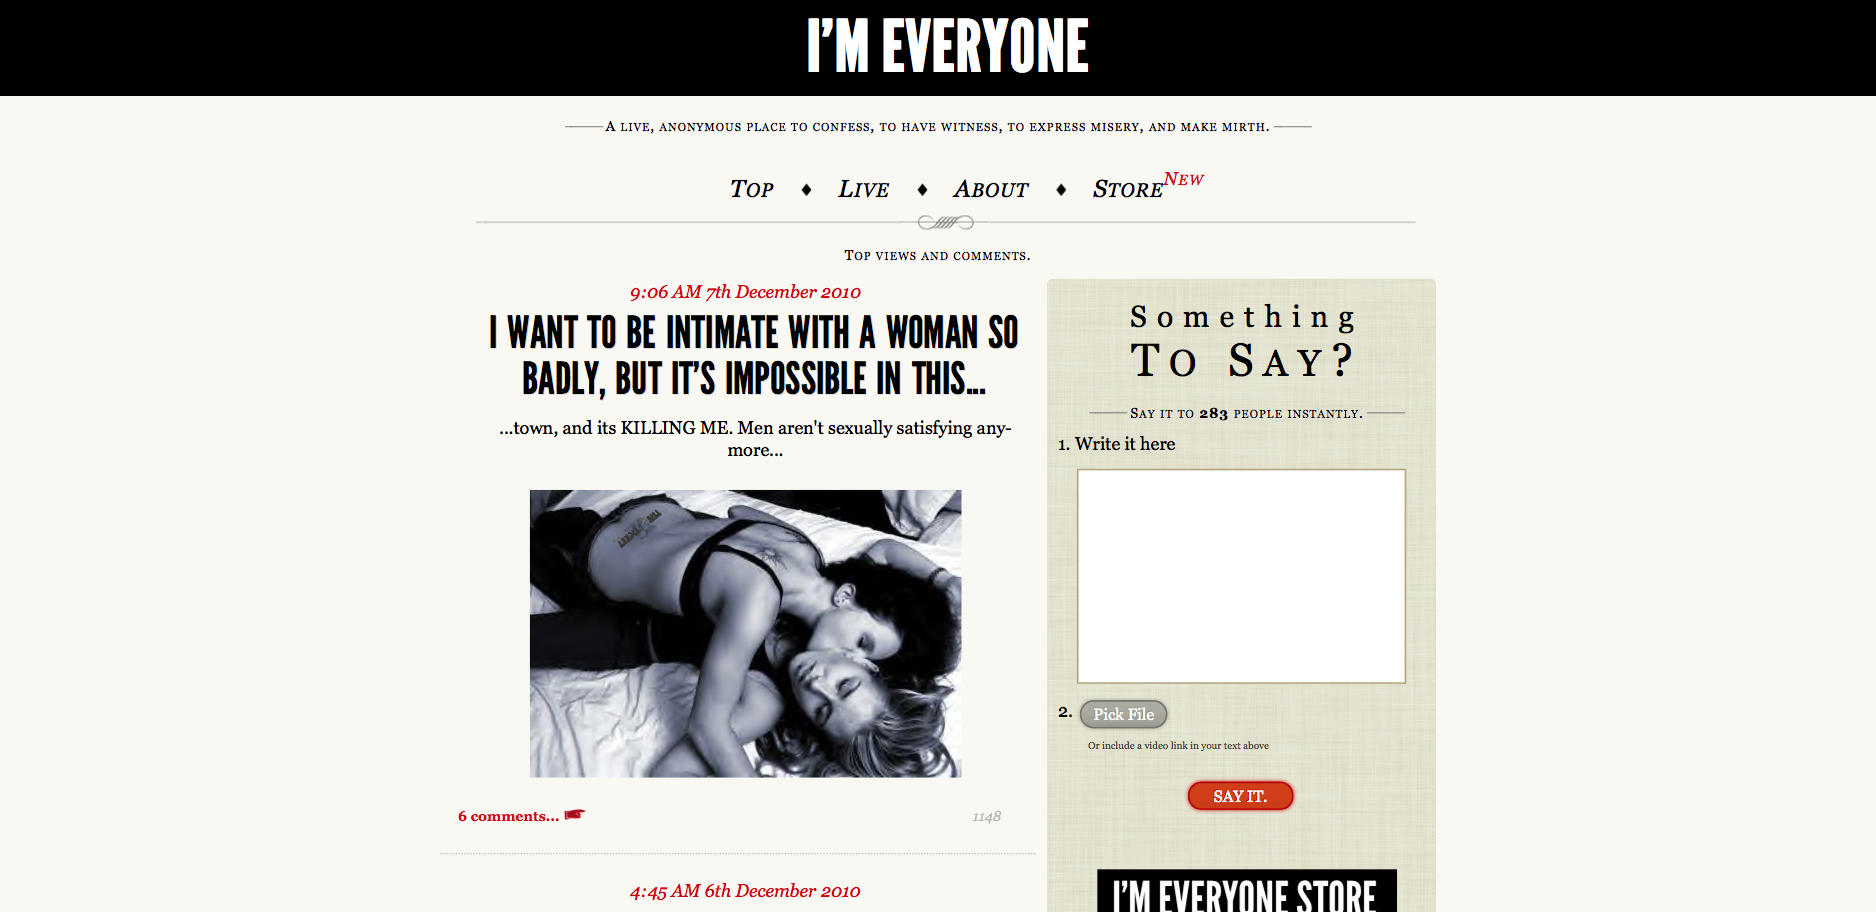 I'M EVERYONE
A live, anonymous place to confess, to have witness, to express misery, and make mirth.
Top ♦ Live ♦ About ♦ Store New
Top views and comments.
9:06 AM 7th December 2010
I WANT TO BE INTIMATE WITH A WOMAN SO
BADLY, BUT IT'S IMPOSSIBLE IN THIS...
...town, and its KILLING ME. Men aren't sexually satisfying any-
more...
6 comments...
1148
4:45 AM 6th December 2010
Something
To Say?
Say it to 283 people instantly.
1. Write it here
2. Pick File
Or include a video link in your text above
SAY IT.
I'M EVERYONE STORE